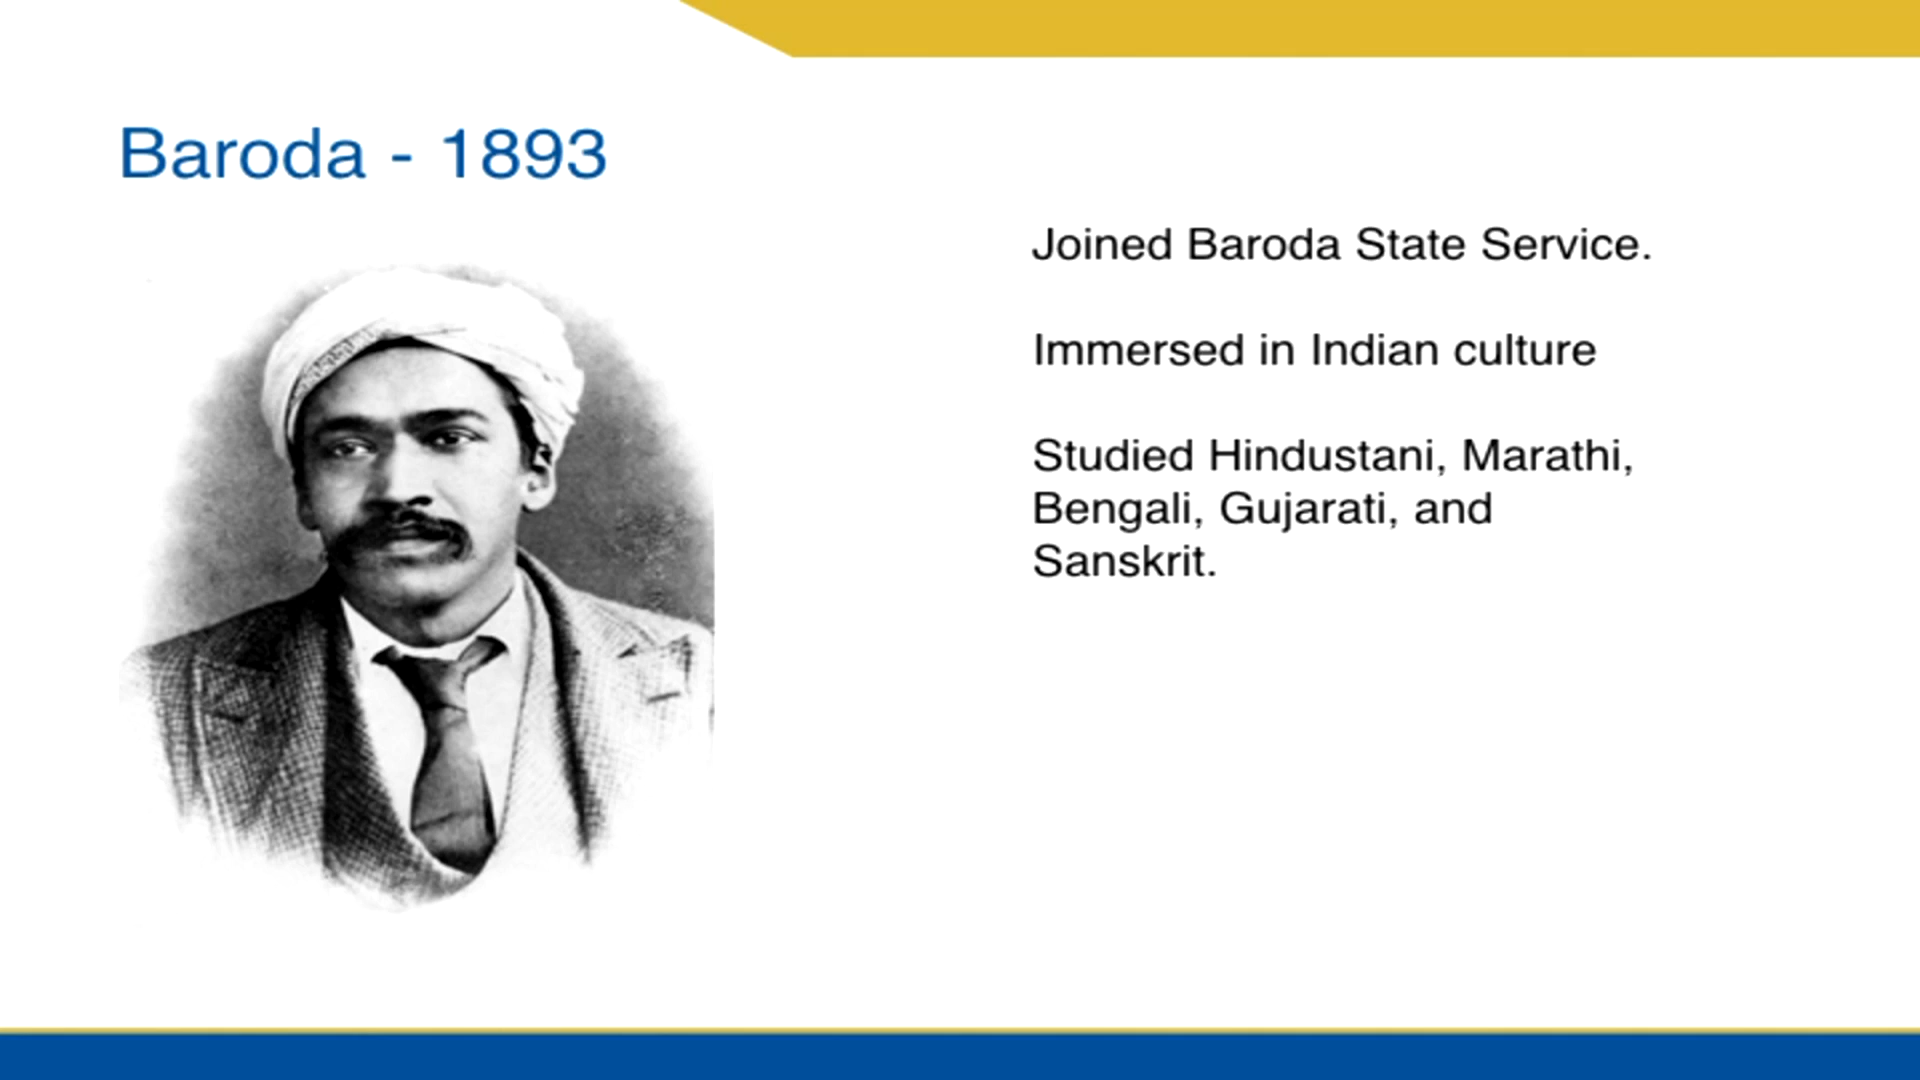 Baroda - 1893
Joined Baroda State Service.
Immersed in Indian culture
Studied Hindustani, Marathi,
Bengali, Gujarati, and
Sanskrit.